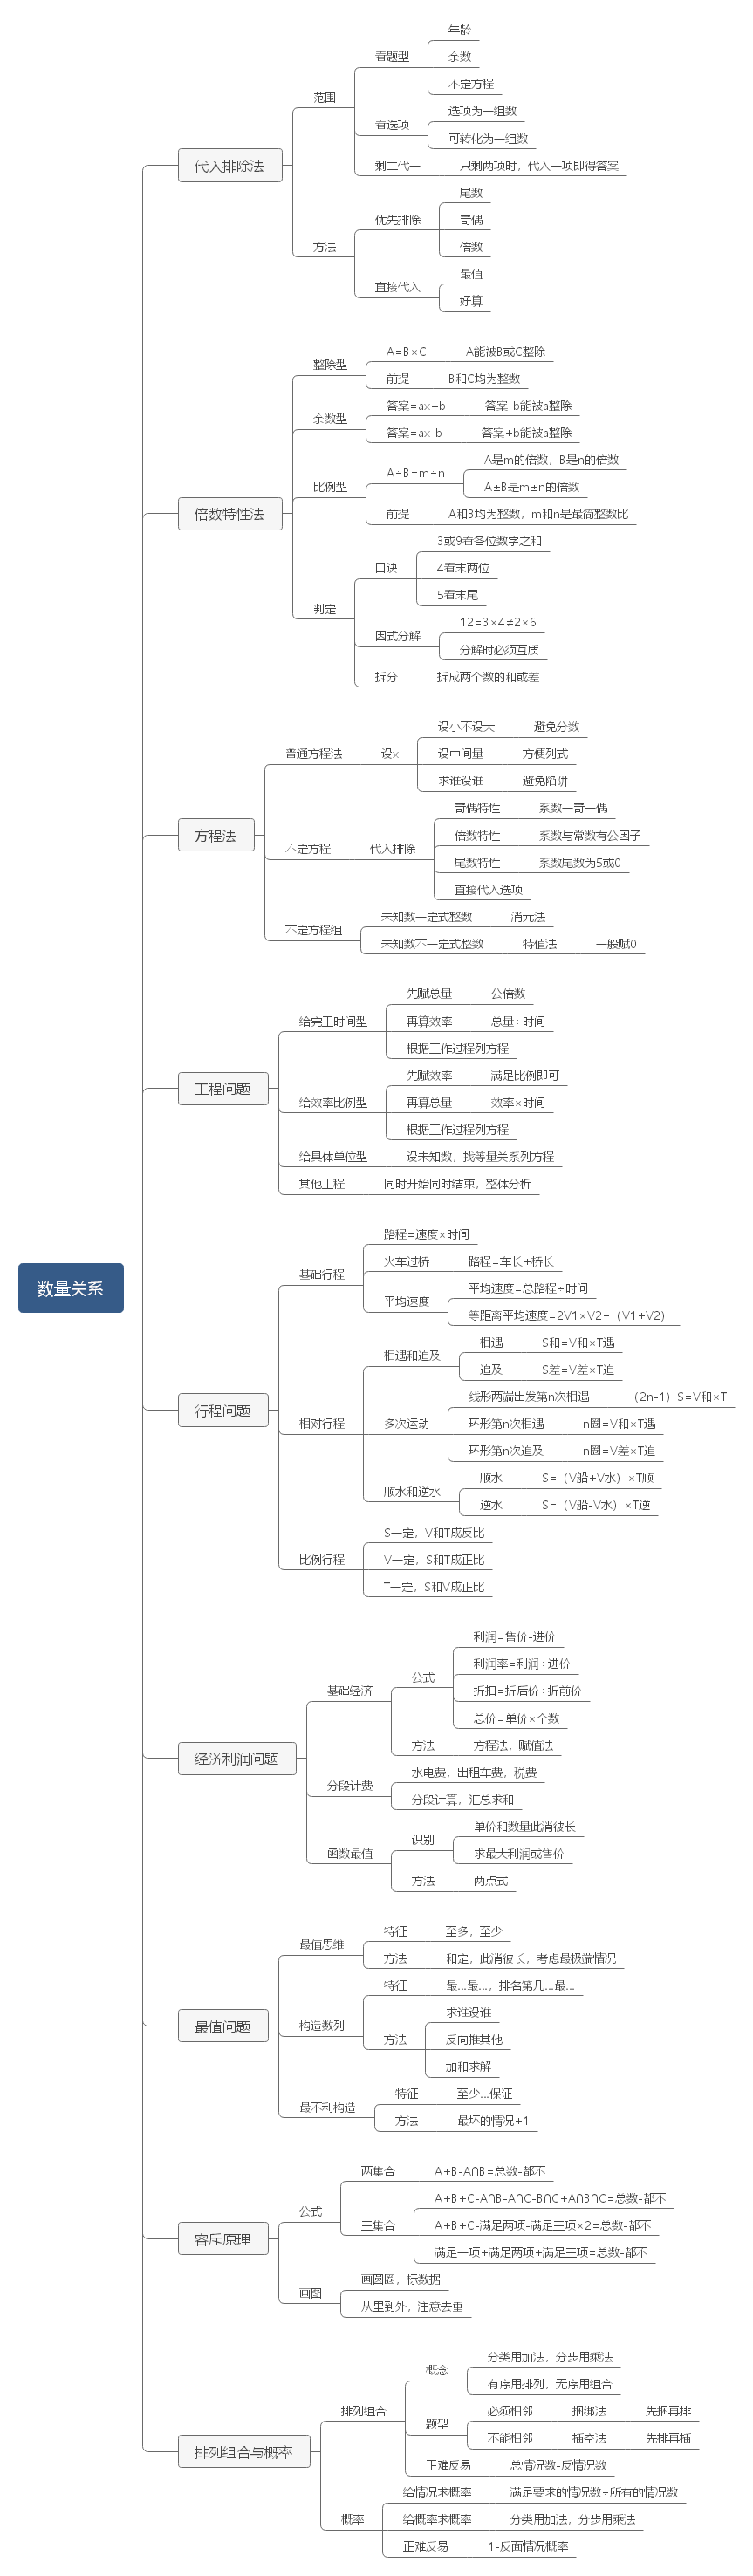 数量关系
代入排除法
范围
看题型
年龄
余数
不定方程
看选项
选项为一组数
可转化为一组数
剩二代一
只剩两项时，代入一项即得答案
方法
优先排除
尾数
奇偶
倍数
直接代入
最值
好算
倍数特性法
整除型
A=B×C
A能被B或C整除
前提
B和C均为整数
余数型
答案=ax+b
答案-b能被a整除
答案=ax-b
答案+b能被a整除
比例型
A÷B=m÷n
A是m的倍数，B是n的倍数
A±B是m±n的倍数
前提
A和B均为整数，m和n是最简整数比
判定
口诀
3或9看各位数字之和
4看末两位
5看末尾
因式分解
12=3×4≠2×6
分解时必须互质
拆分
拆成两个数的和或差
方程法
普通方程法
设x
设小不设大
避免分数
设中间量
方便列式
求谁设谁
避免陷阱
不定方程
代入排除
奇偶特性
系数一奇一偶
倍数特性
系数与常数有公因子
尾数特性
系数尾数为5或0
直接代入选项
不定方程组
未知数一定式整数
消元法
未知数不一定式整数
特值法
一般赋0
工程问题
给完工时间型
先赋总量
公倍数
再算效率
总量÷时间
根据工作过程列方程
给效率比例型
先赋效率
满足比例即可
再算总量
效率×时间
根据工作过程列方程
给具体单位型
设未知数，找等量关系列方程
其他工程
同时开始同时结束，整体分析
行程问题
基础行程
路程=速度×时间
火车过桥
路程=车长+桥长
平均速度
平均速度=总路程÷时间
等距离平均速度=2V1×V2÷（V1+V2）
相对行程
相遇和追及
相遇
S和=V和×T遇
追及
S差=V差×T追
多次运动
线形两端出发第n次相遇
（2n-1）S=V和×T
环形第n次相遇
n圈=V和×T遇
环形第n次追及
n圈=V差×T追
顺水和逆水
顺水
S=（V船+V水）×T顺
逆水
S=（V船-V水）×T逆
比例行程
S一定，V和T成反比
V一定，S和T成正比
T一定，S和V成正比
经济利润问题
基础经济
公式
利润=售价-进价
利润率=利润÷进价
折扣=折后价÷折前价
总价=单价×个数
方法
方程法，赋值法
分段计费
水电费，出租车费，税费
分段计算，汇总求和
函数最值
识别
单价和数量此消彼长
求最大利润或售价
方法
两点式
最值问题
最值思维
特征
至多，至少
方法
和定，此消彼长，考虑最极端情况
构造数列
特征
最...最...，排名第几...最...
方法
求谁设谁
反向推其他
加和求解
最不利构造
特征
至少...保证
方法
最坏的情况+1
容斥原理
公式
两集合
A+B-A∩B=总数-都不
三集合
A+B+C-A∩B-A∩C-B∩C+A∩B∩C=总数-都不
A+B+C-满足两项-满足三项×2=总数-都不
满足一项+满足两项+满足三项=总数-都不
画图
画圆圈，标数据
从里到外，注意去重
排列组合与概率
排列组合
概念
分类用加法，分步用乘法
有序用排列，无序用组合
题型
必须相邻
捆绑法
先捆再排
不能相邻
插空法
先排再插
正难反易
总情况数-反情况数
概率
给情况求概率
满足要求的情况数÷所有的情况数
给概率求概率
分类用加法，分步用乘法
正难反易
1-反面情况概率